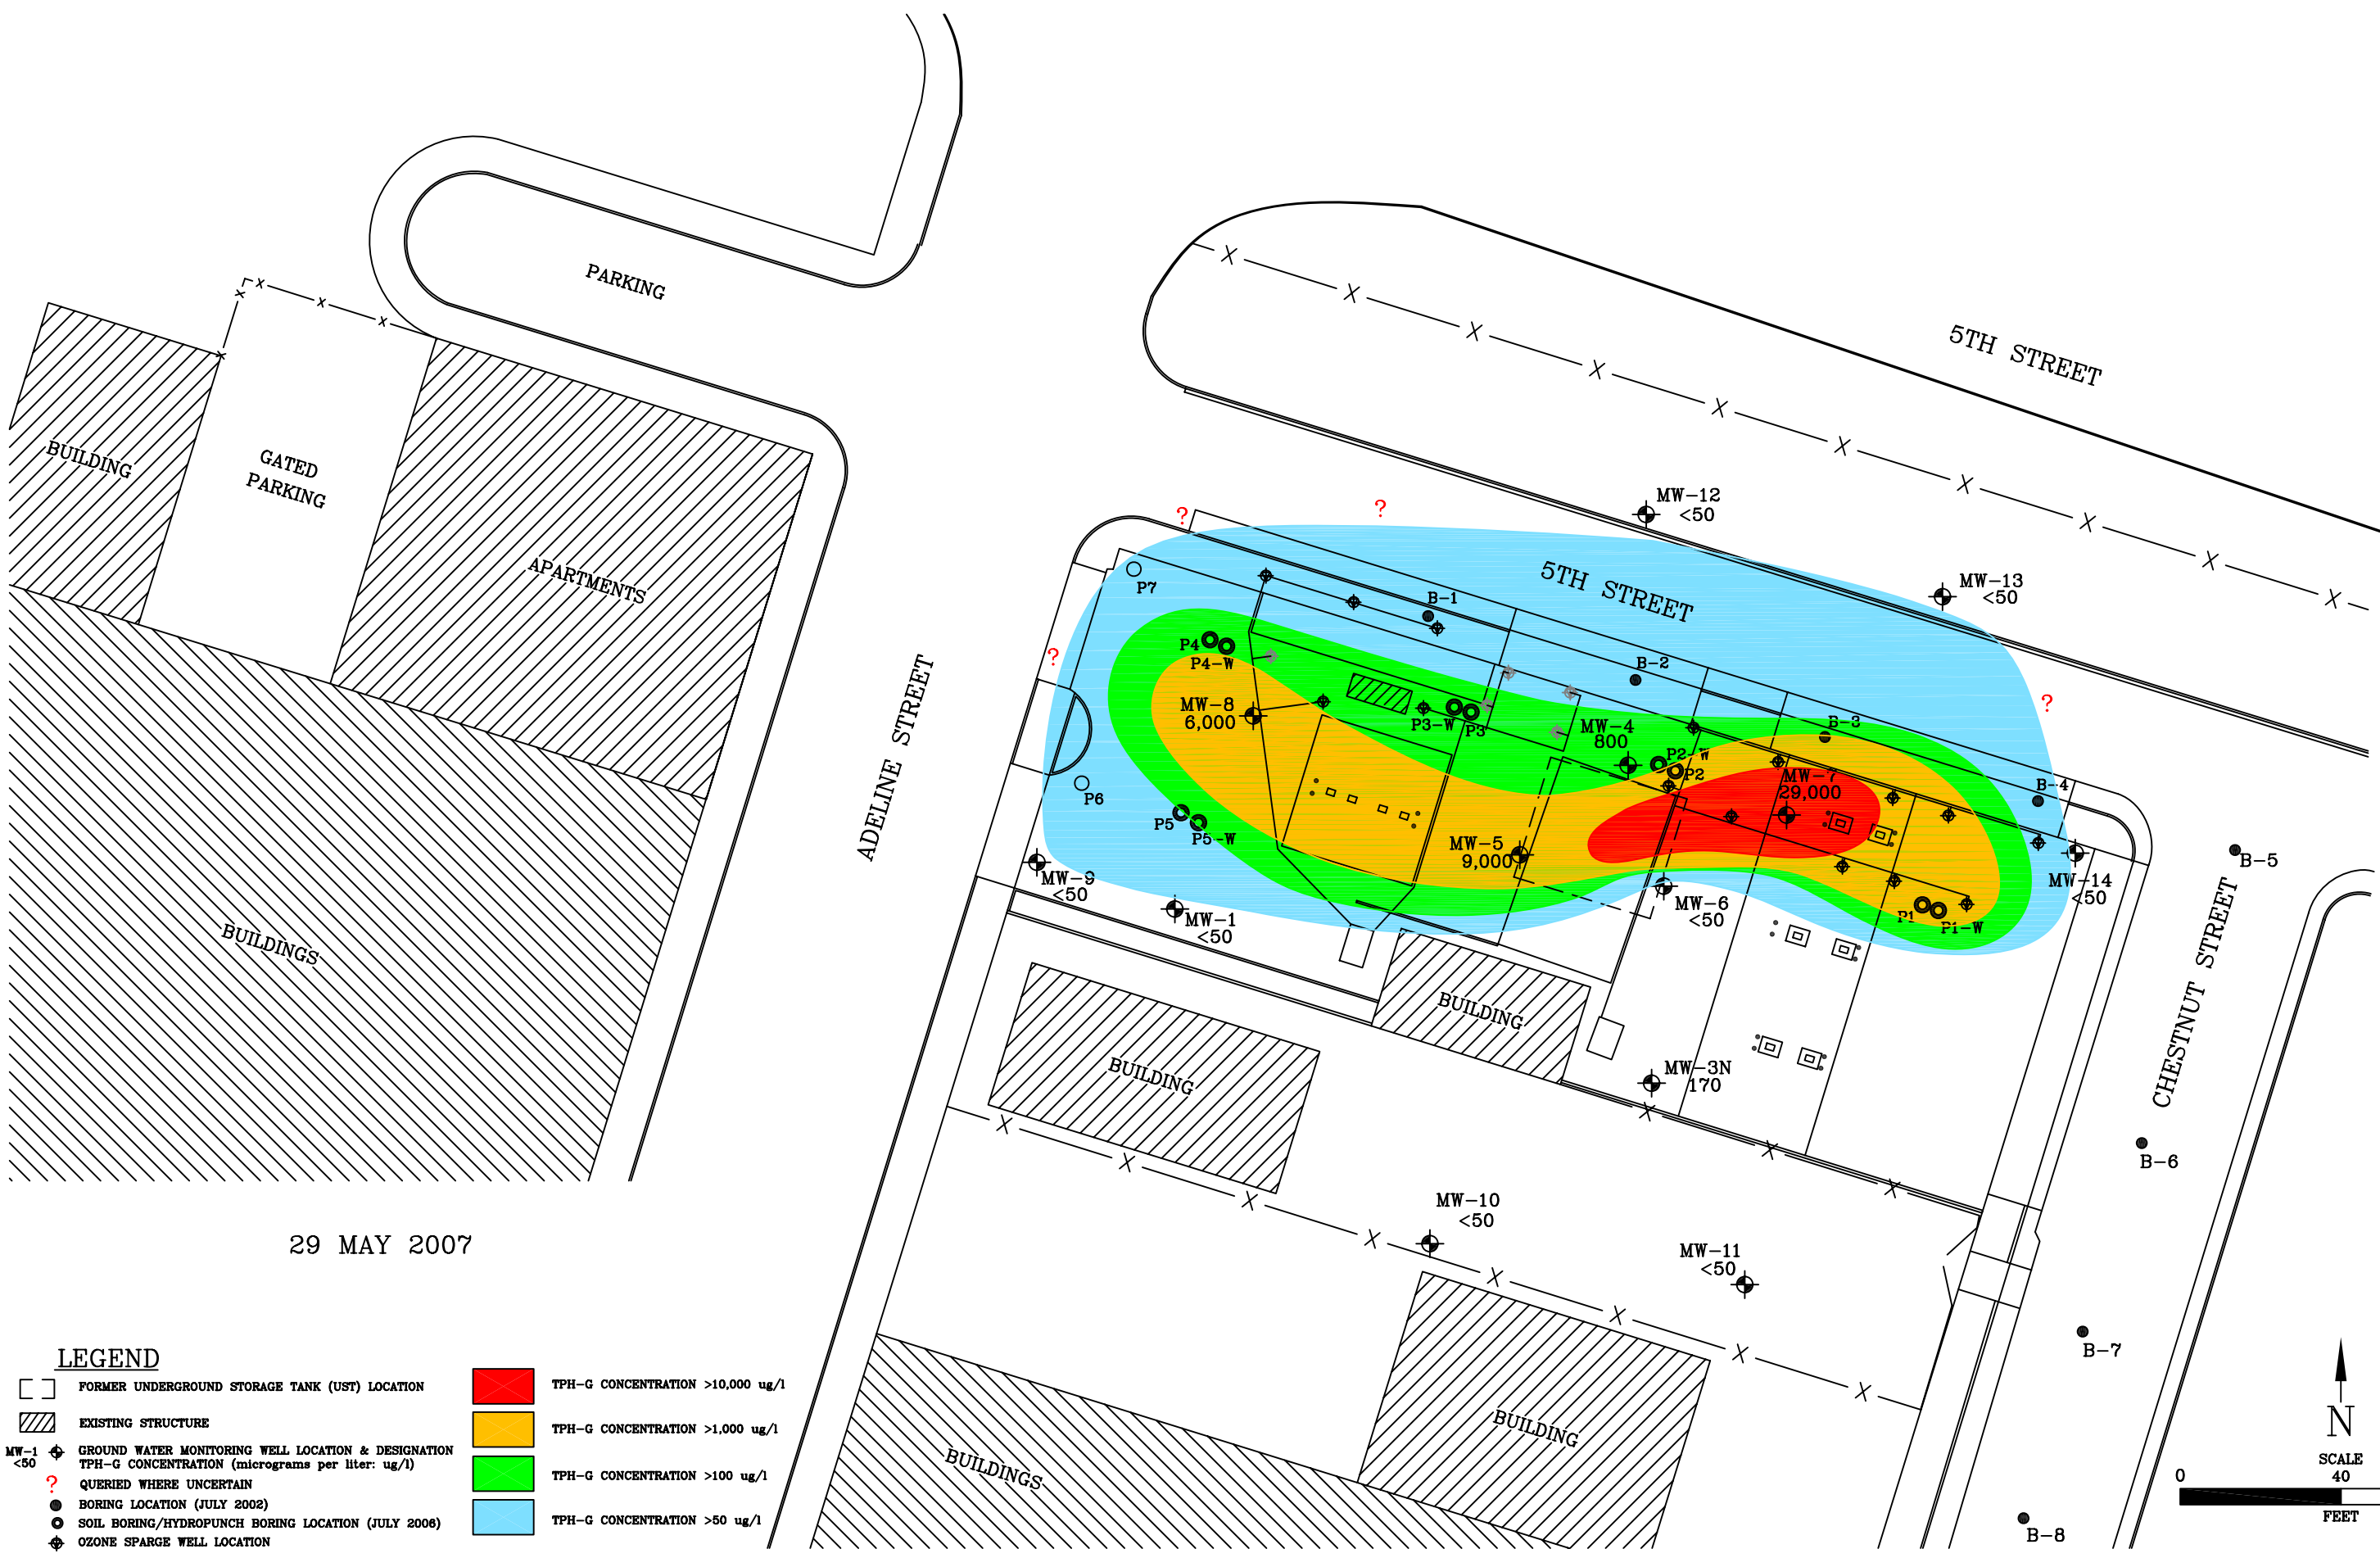 PARKING
5TH STREET
BUILDING
GATED
PARKING
APARTMENTS
BUILDINGS
ADELINE STREET
?
?
?
?
MW-12
<50
MW-13
<50
5TH STREET
P7
B-1
B-2
B-3
B-4
B-5
P4
P4-W
MW-8
6,000
P3-W
P3
MW-4
800
P2-W
P2
MW-7
29,000
P6
P5
P5-W
MW-5
9,000
MW-9
<50
MW-1
<50
MW-6
<50
P1
P1-W
MW-14
<50
CHESTNUT STREET
BUILDING
BUILDING
MW-3N
170
B-6
MW-10
<50
MW-11
<50
B-7
BUILDING
BUILDINGS
B-8
29 MAY 2007
LEGEND
FORMER UNDERGROUND STORAGE TANK (UST) LOCATION
EXISTING STRUCTURE
MW-1
<50
GROUND WATER MONITORING WELL LOCATION & DESIGNATION
TPH-G CONCENTRATION (micrograms per liter: ug/l)
? QUERIED WHERE UNCERTAIN
BORING LOCATION (JULY 2002)
SOIL BORING/HYDROPUNCH BORING LOCATION (JULY 2006)
OZONE SPARGE WELL LOCATION
TPH-G CONCENTRATION >10,000 ug/l
TPH-G CONCENTRATION >1,000 ug/l
TPH-G CONCENTRATION >100 ug/l
TPH-G CONCENTRATION >50 ug/l
N
SCALE
0 40
FEET